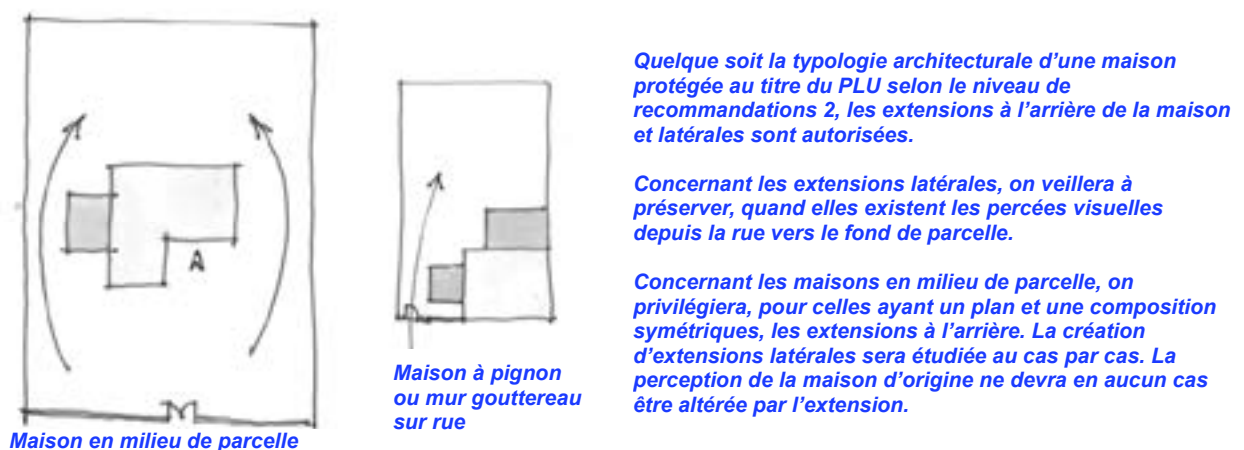 Quelque soit la typologie architecturale d'une maison
protégée au titre du PLU selon le niveau de
recommandations 2, les extensions à l'arrière de la maison
et latérales sont autorisées.
Concernant les extensions latérales, on veillera à
préserver, quand elles existent les percées visuelles
depuis la rue vers le fond de parcelle.
Concernant les maisons en milieu de parcelle, on
privilégiera, pour celles ayant un plan et une composition
symétriques, les extensions à l'arrière. La création
d'extensions latérales sera étudiée au cas par cas. La
perception de la maison d'origine ne devra en aucun cas
être altérée par l'extension.
A
Maison à pignon
ou mur gouttereau
sur rue
Maison en milieu de parcelle